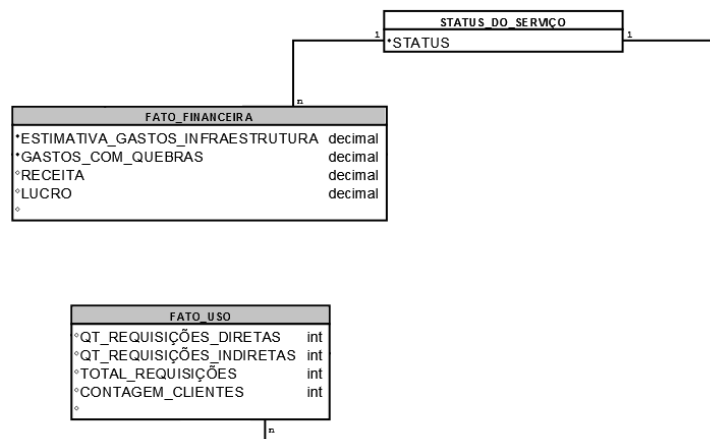 STATUS_DO_SERVIÇO
1 *STATUS 1
n
FATO_FINANCEIRA
*ESTIMATIVA_GASTOS_INFRAESTRUTURA decimal
*GASTOS_COM_QUEBRAS decimal
°RECEITA decimal
°LUCRO decimal
°
FATO_USO
°QT_REQUISIÇÕES_DIRETAS int
°QT_REQUISIÇÕES_INDIRETAS int
°TOTAL_REQUISIÇÕES int
°CONTAGEM_CLIENTES int
°
n